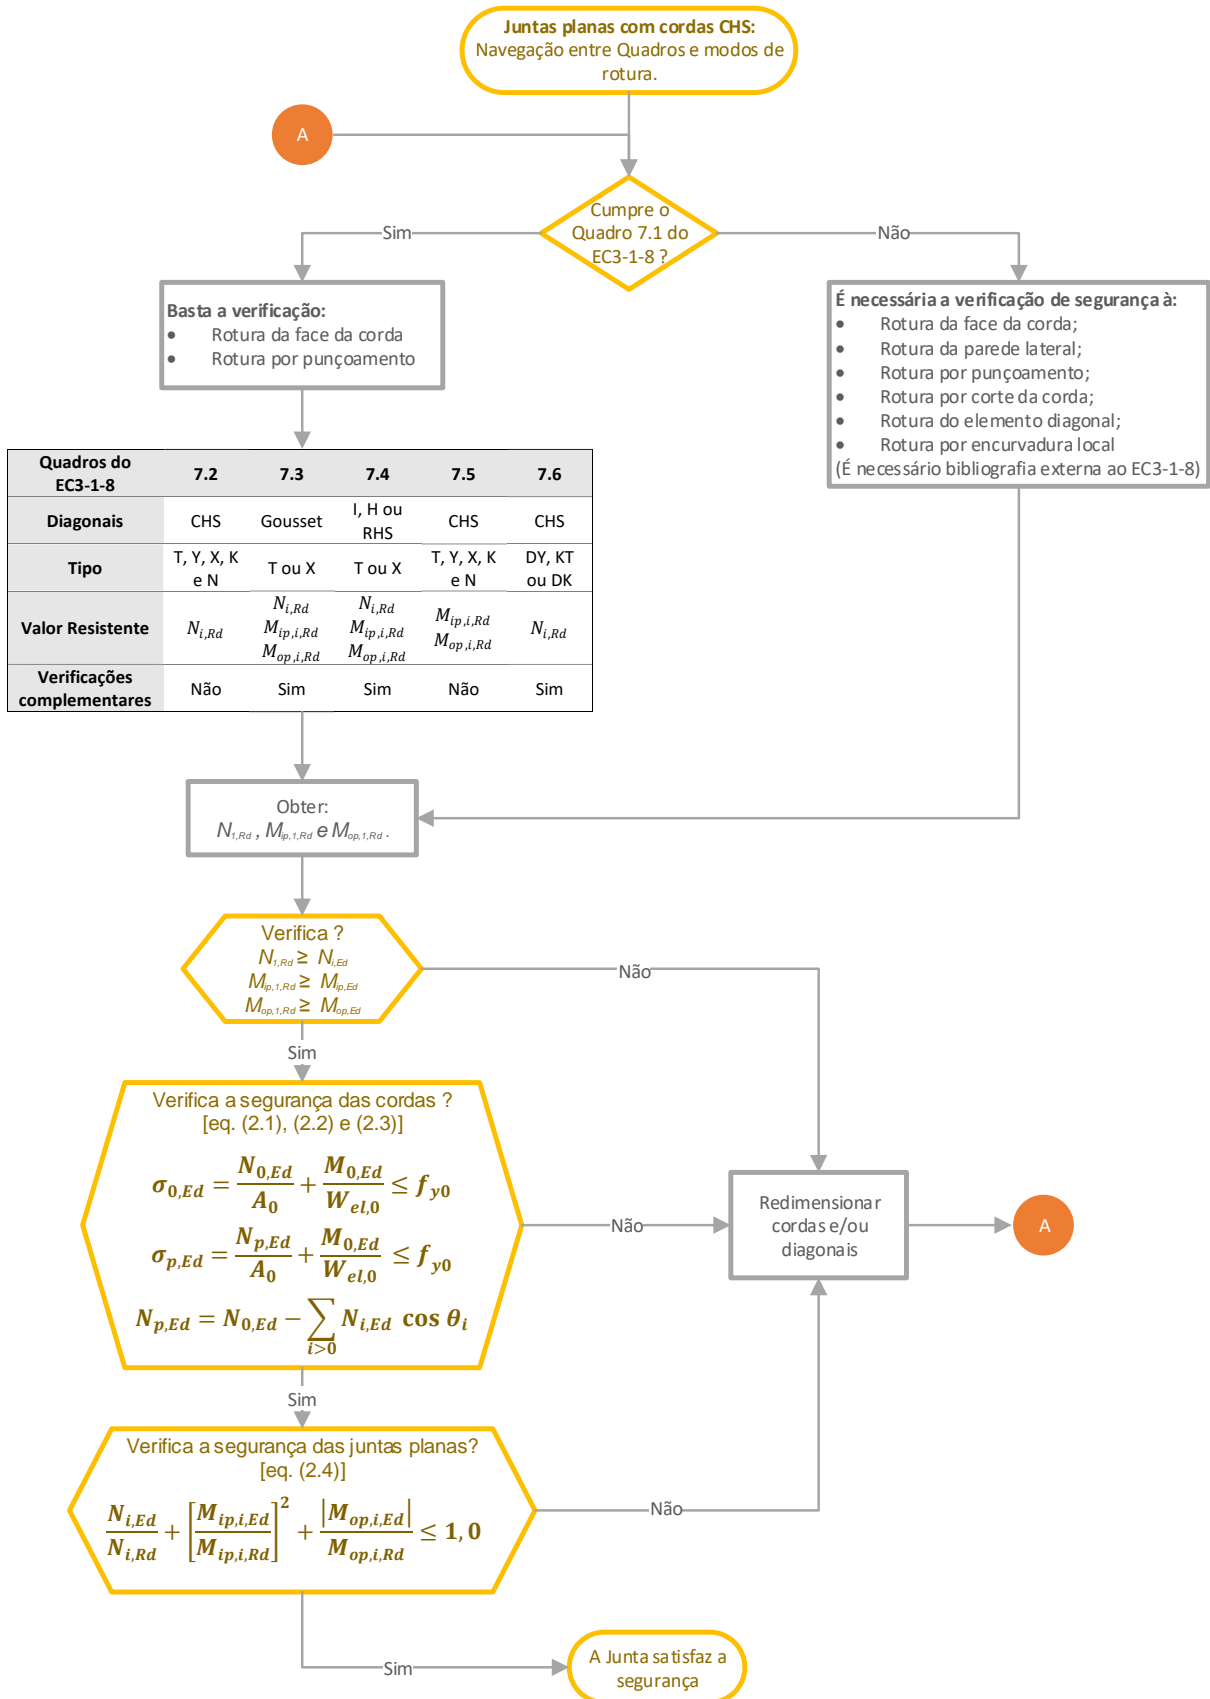 Juntas planas com cordas CHS:
Navegação entre Quadros e modos de
rotura.
A
Cumpre o
Quadro 7.1 do
EC3-1-8 ?
Sim
Não
Basta a verificação:
• Rotura da face da corda
• Rotura por punçoamento
É necessária a verificação de segurança à:
• Rotura da face da corda;
• Rotura da parede lateral;
• Rotura por punçoamento;
• Rotura por corte da corda;
• Rotura do elemento diagonal;
• Rotura por encurvadura local
(É necessário bibliografia externa ao EC3-1-8)
Quadros do EC3-1-8 7.2 7.3 7.4 7.5 7.6
Diagonais CHS Gousset I, H ou RHS CHS CHS
Tipo T, Y, X, K e N T ou X T ou X T, Y, X, K e N DY, KT ou DK
Valor Resistente N_{i,Rd} N_{i,Rd} M_{ip,i,Rd} M_{op,i,Rd} N_{i,Rd} M_{ip,i,Rd} M_{op,i,Rd} M_{ip,i,Rd} M_{op,i,Rd} N_{i,Rd}
Verificações complementares Não Sim Sim Não Sim
Obter:
N_{1,Rd} , M_{ip,1,Rd} e M_{op,1,Rd} .
Verifica ?
N_{1,Rd} ≥ N_{i,Ed}
M_{ip,1,Rd} ≥ M_{ip,Ed}
M_{op,1,Rd} ≥ M_{op,Ed}
Não
Sim
Verifica a segurança das cordas ?
[eq. (2.1), (2.2) e (2.3)]
σ_{0,Ed} = N_{0,Ed}/A_0 + M_{0,Ed}/W_{el,0} ≤ f_{y0}
σ_{p,Ed} = N_{p,Ed}/A_0 + M_{0,Ed}/W_{el,0} ≤ f_{y0}
N_{p,Ed} = N_{0,Ed} − ∑_{i>0} N_{i,Ed} cos θ_i
Não
Redimensionar
cordas e/ou
diagonais
A
Sim
Verifica a segurança das juntas planas?
[eq. (2.4)]
N_{i,Ed}/N_{i,Rd} + [M_{ip,i,Ed}/M_{ip,i,Rd}]^2 + |M_{op,i,Ed}|/M_{op,i,Rd} ≤ 1,0
Não
Sim
A Junta satisfaz a
segurança